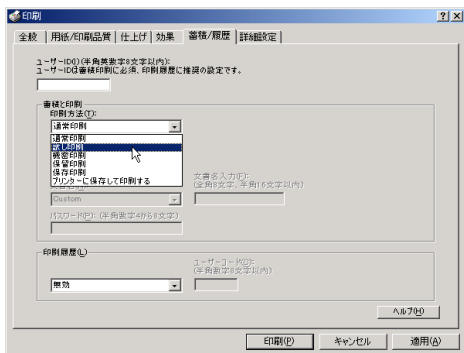 印刷
全般 用紙/印刷品質 仕上げ 効果 蓄積/履歴 詳細設定
ユーザーID(I)(半角英数字8文字以内):
ユーザーIDは蓄積印刷に必須、印刷履歴に推奨の設定です。
蓄積と印刷
印刷方法(T):
通常印刷
通常印刷
試し印刷
機密印刷
保留印刷
保存印刷
プリンターに保存して印刷する
文書名入力(F):
(全角8文字、半角16文字以内)
Custom
パスワード(P): (半角数字4から8文字)
印刷履歴(L)
ユーザーコード(C):
(半角数字8文字以内)
無効
ヘルプ(H)
印刷(P) キャンセル 適用(A)